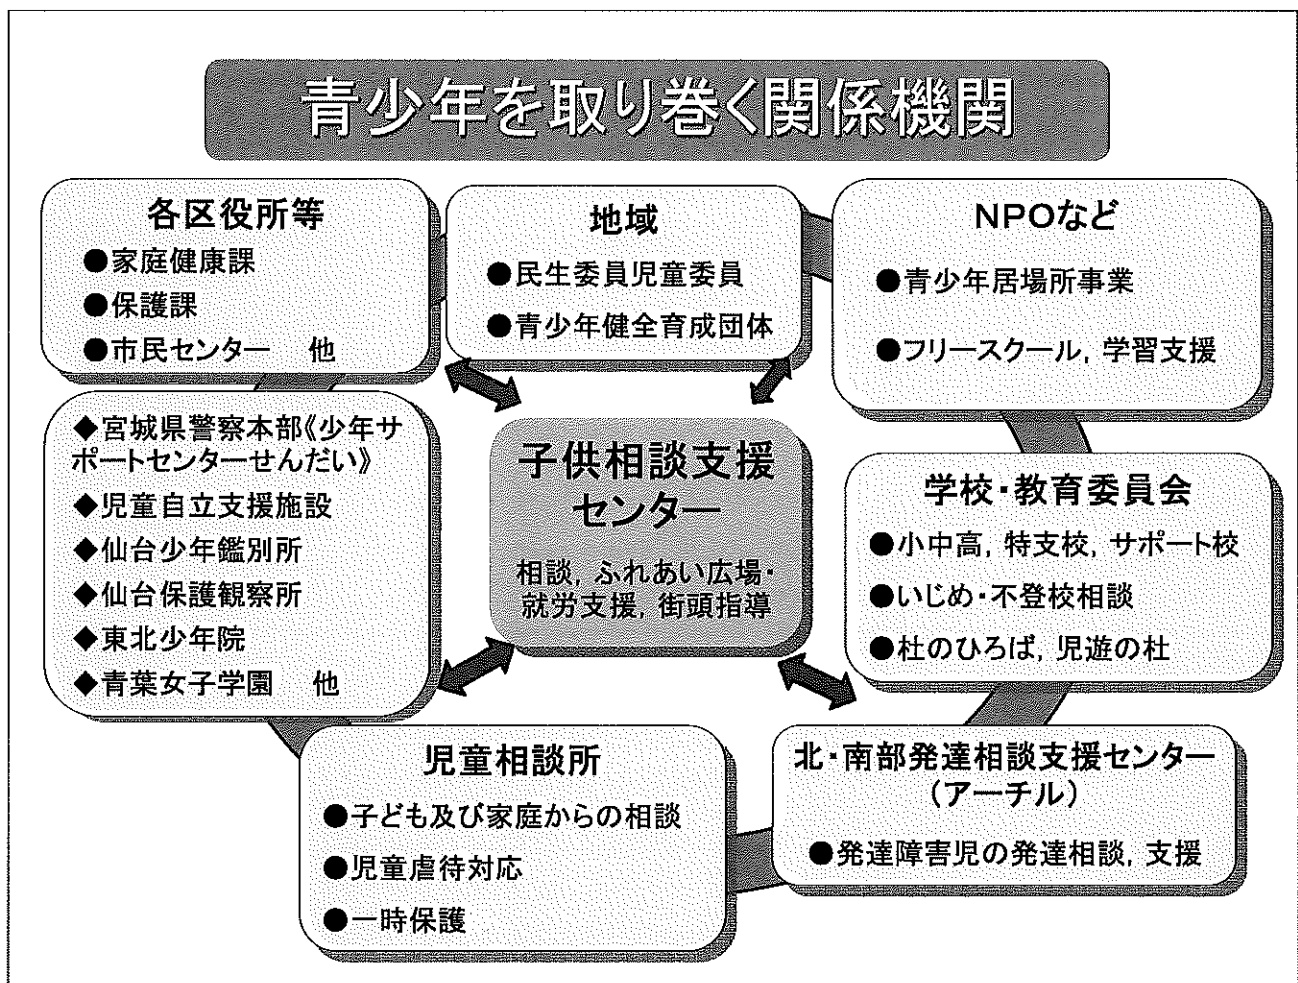 青少年を取り巻く関係機関
各区役所等
●家庭健康課
●保護課
●市民センター　他
地域
●民生委員児童委員
●青少年健全育成団体
NPOなど
●青少年居場所事業
●フリースクール，学習支援
◆宮城県警察本部《少年サ
ポートセンターせんだい》
◆児童自立支援施設
◆仙台少年鑑別所
◆仙台保護観察所
◆東北少年院
◆青葉女子学園　他
子供相談支援
センター
相談，ふれあい広場・
就労支援，街頭指導
学校・教育委員会
●小中高，特支校，サポート校
●いじめ・不登校相談
●杜のひろば，児遊の杜
児童相談所
●子ども及び家庭からの相談
●児童虐待対応
●一時保護
北・南部発達相談支援センター
（アーチル）
●発達障害児の発達相談，支援